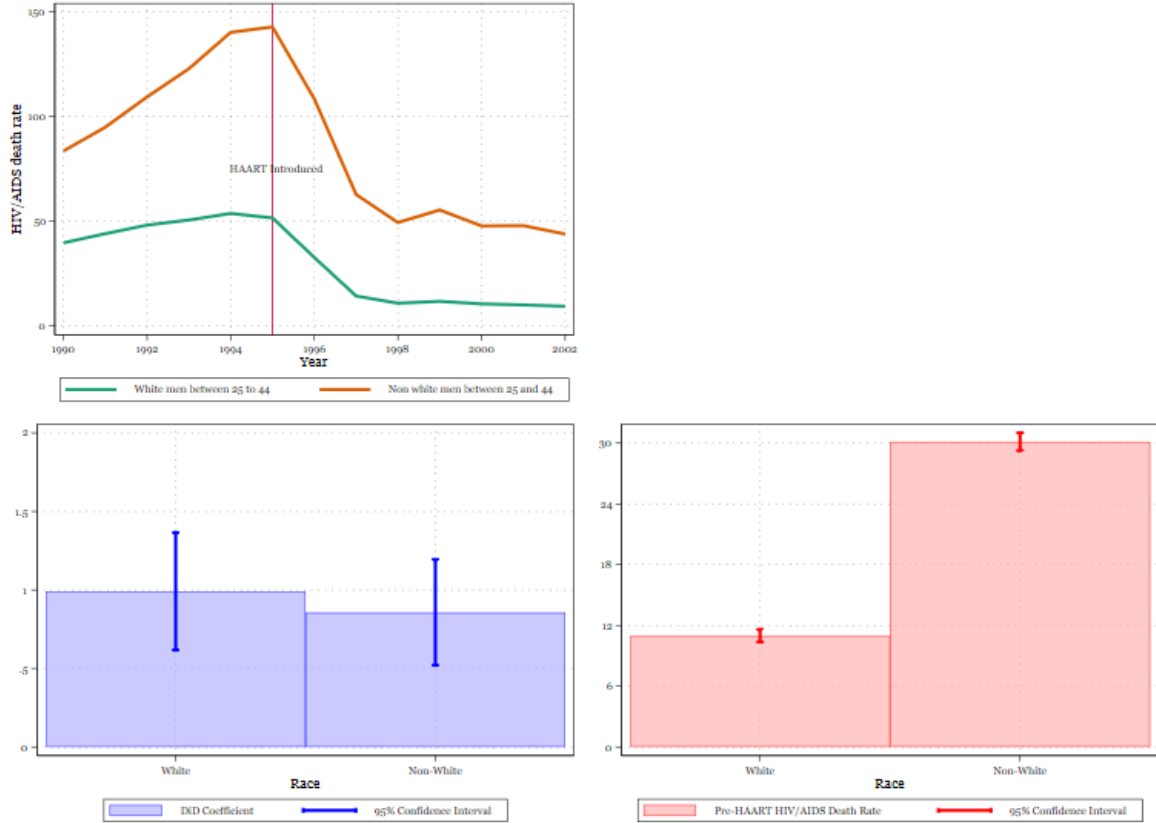 150
100
50
0
HIV/AIDS death rate
HAART Introduced
1990 1992 1994 1996 1998 2000 2002
Year
White men between 25 to 44 Non white men between 25 and 44
2
1.5
1
.5
0
White Non-White
Race
DiD Coefficient 95% Confidence Interval
30
24
18
12
6
0
White Non-White
Race
Pre-HAART HIV/AIDS Death Rate 95% Confidence Interval